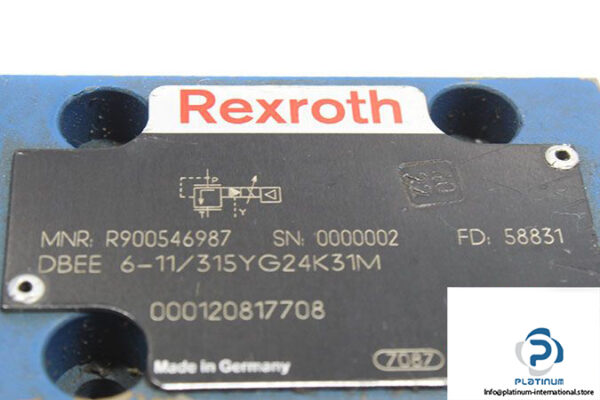 Rexroth
P
T
Y
MNR: R900546987 SN: 0000002 FD: 58831
DBEE 6-11/315YG24K31M
000120817708
Made in Germany
7087
PLATINUM
Info@platinum-international.store